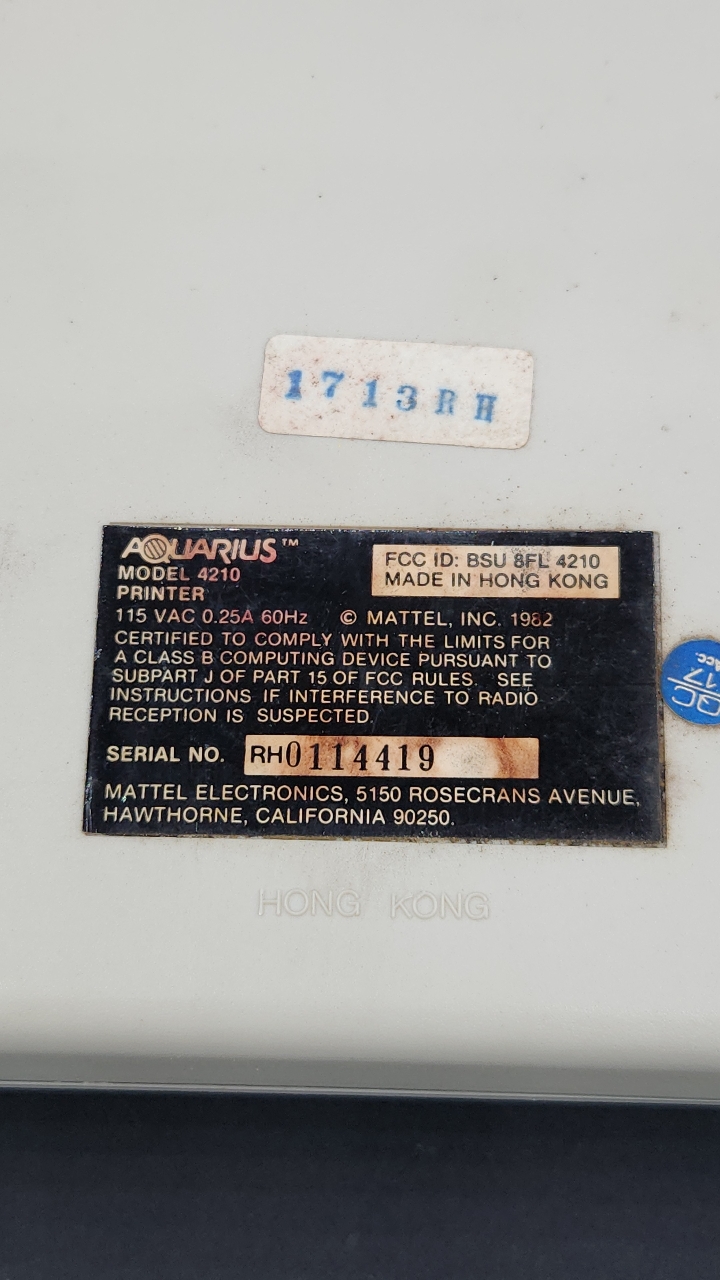 1713RH
AQUARIUS™
MODEL 4210
PRINTER
FCC ID: BSU 8FL 4210
MADE IN HONG KONG
115 VAC 0.25A 60Hz © MATTEL, INC. 1982
CERTIFIED TO COMPLY WITH THE LIMITS FOR
A CLASS B COMPUTING DEVICE PURSUANT TO
SUBPART J OF PART 15 OF FCC RULES. SEE
INSTRUCTIONS IF INTERFERENCE TO RADIO
RECEPTION IS SUSPECTED.
SERIAL NO. RH0114419
MATTEL ELECTRONICS, 5150 ROSECRANS AVENUE,
HAWTHORNE, CALIFORNIA 90250.
QC
17
Acc
HONG KONG